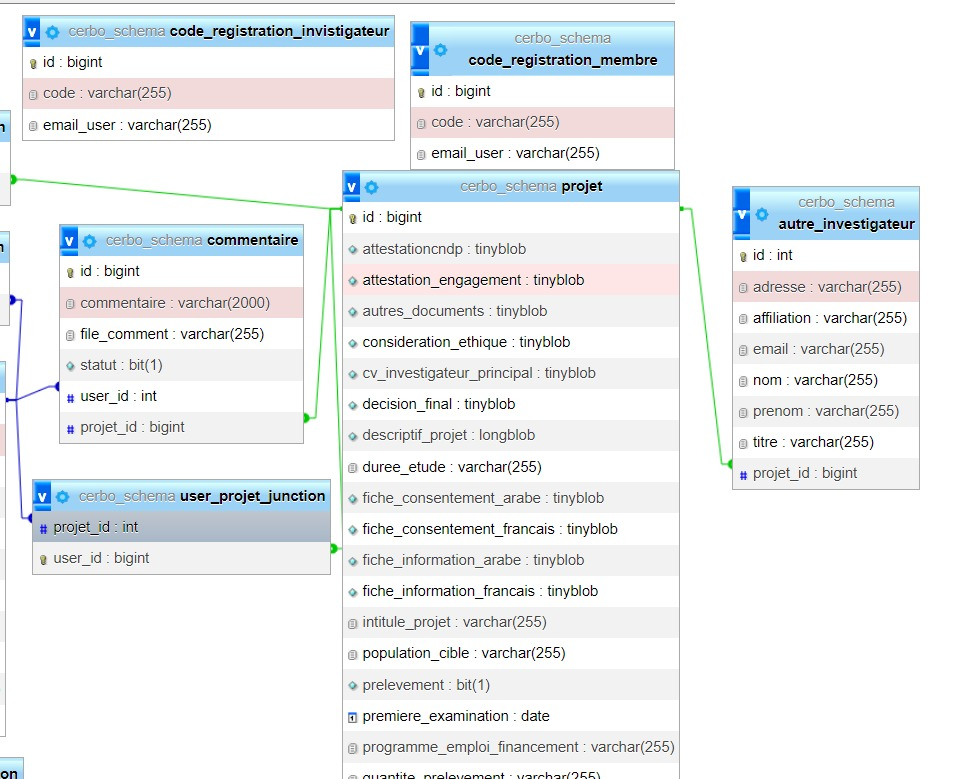 cerbo_schema code_registration_invistigateur
id : bigint
code : varchar(255)
email_user : varchar(255)
cerbo_schema
code_registration_membre
id : bigint
code : varchar(255)
email_user : varchar(255)
n
cerbo_schema projet
id : bigint
attestationcndp : tinyblob
attestation_engagement : tinyblob
autres_documents : tinyblob
consideration_ethique : tinyblob
cv_investigateur_principal : tinyblob
decision_final : tinyblob
descriptif_projet : longblob
duree_etude : varchar(255)
fiche_consentement_arabe : tinyblob
fiche_consentement_francais : tinyblob
fiche_information_arabe : tinyblob
fiche_information_francais : tinyblob
intitule_projet : varchar(255)
population_cible : varchar(255)
prelevement : bit(1)
premiere_examination : date
programme_emploi_financement : varchar(255)
quantite_prelevement : varchar(255)
cerbo_schema
autre_investigateur
id : int
adresse : varchar(255)
affiliation : varchar(255)
email : varchar(255)
nom : varchar(255)
prenom : varchar(255)
titre : varchar(255)
projet_id : bigint
n
cerbo_schema commentaire
id : bigint
commentaire : varchar(2000)
file_comment : varchar(255)
statut : bit(1)
user_id : int
projet_id : bigint
cerbo_schema user_projet_junction
projet_id : int
user_id : bigint
on